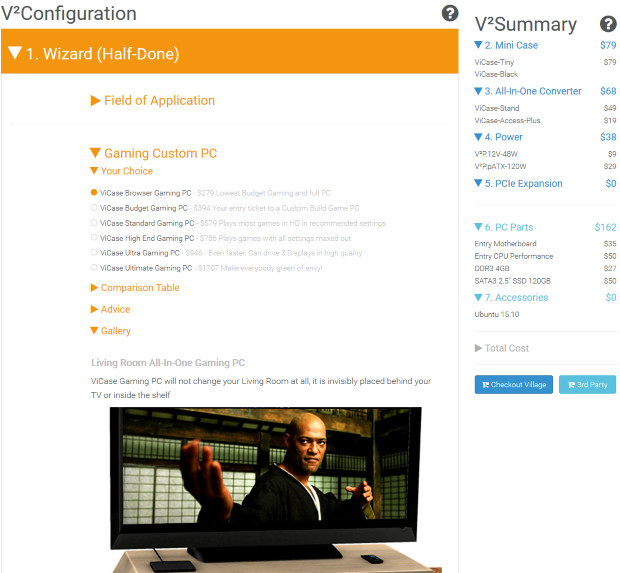 V²Configuration
1. Wizard (Half-Done)
Field of Application
Gaming Custom PC
Your Choice
ViCase Browser Gaming PC - $279 Lowest Budget Gaming and full PC
ViCase Budget Gaming PC - $394 Your entry ticket to a Custom Build Game PC
ViCase Standard Gaming PC - $579 Plays most games in HD in recommended settings
ViCase High End Gaming PC - $786 Plays games with all settings maxed out
ViCase Ultra Gaming PC - $946 - Even faster. Can drive 3 Displays in high quality
ViCase Ultimate Gaming PC - $1707 Make everybody green of envy!
Comparison Table
Advice
Gallery
Living Room All-In-One Gaming PC
ViCase Gaming PC will not change your Living Room at all, it is invisibly placed behind your
TV or inside the shelf
V²Summary
2. Mini Case $79
ViCase-Tiny $79
ViCase-Black
3. All-In-One Converter $68
ViCase-Stand $49
ViCase-Access-Plus $19
4. Power $38
V²P.12V-48W $9
V²P.pATX-120W $29
5. PCIe Expansion $0
6. PC Parts $162
Entry Motherboard $35
Entry CPU Performance $50
DDR3 4GB $27
SATA3 2.5" SSD 120GB $50
7. Accessories $0
Ubuntu 15.10
Total Cost
Checkout Village
3rd Party